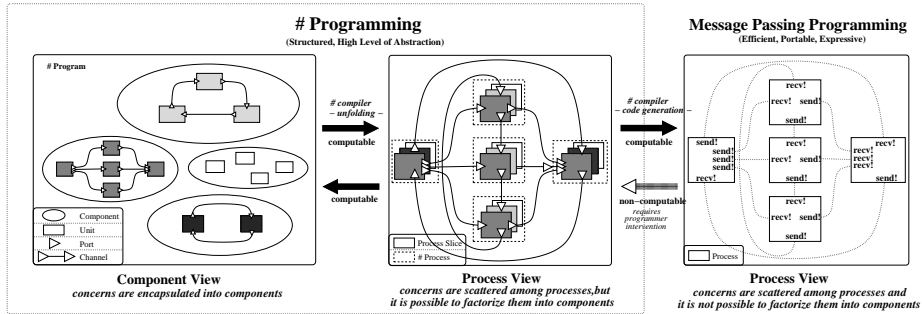 # Programming
(Structured, High Level of Abstraction)
Message Passing Programming
(Efficient, Portable, Expressive)
# Program
Component
Unit
Port
Channel
# compiler
– unfolding –
computable
computable
Process Slice
# Process
# compiler
– code generation –
computable
non–computable
requires
programmer
intervention
recv!
recv! send!
send!
send!
send!
send!
send!
recv!
recv!
recv! send!
send!
recv!
recv!
recv!
recv!
send!
recv!
recv! send!
send!
Process
Component View
concerns are encapsulated into components
Process View
concerns are scattered among processes,but
it is possible to factorize them into components
Process View
concerns are scattered among processes and
it is not possible to factorize them into components